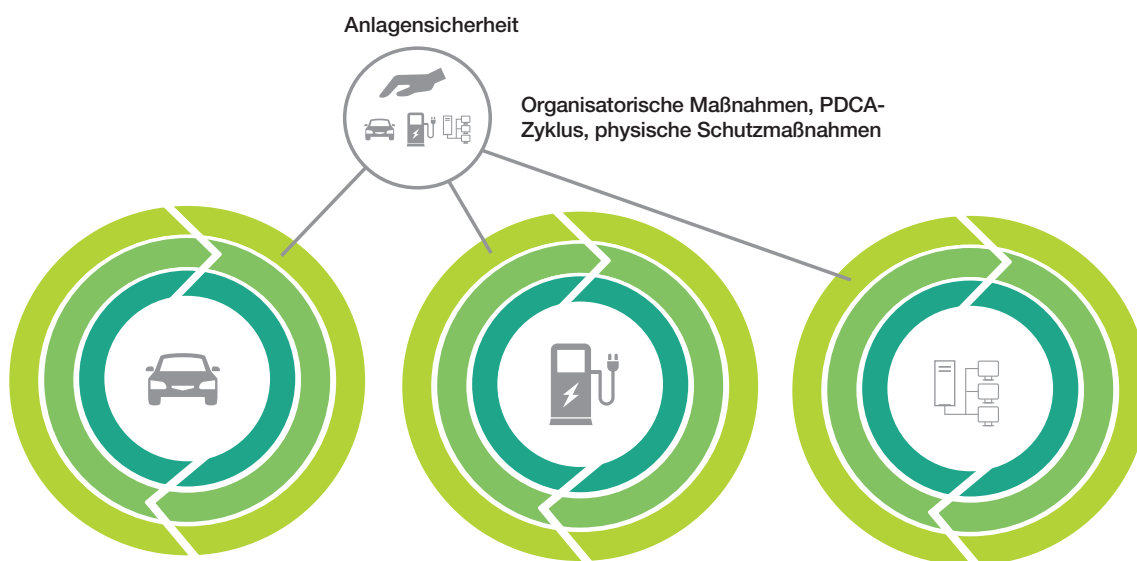 Anlagensicherheit
Organisatorische Maßnahmen, PDCA-
Zyklus, physische Schutzmaßnahmen